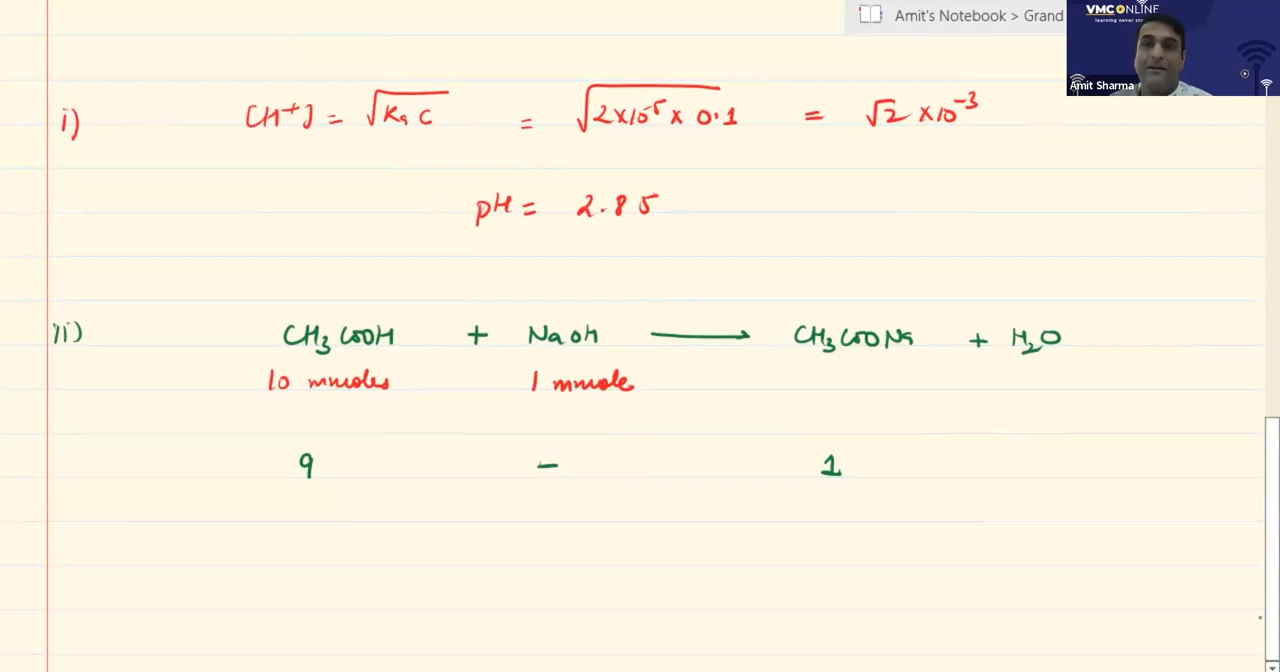 Amit's Notebook > Grand
VMC ONLINE
Amit Sharma
i) [H+] = √Ka C = √2×10-5 × 0.1 = √2 ×10-3
pH = 2.85
ii) CH3COOH + NaOH ⟶ CH3COONa + H2O
10 mmoles 1 mmole
9 – 1